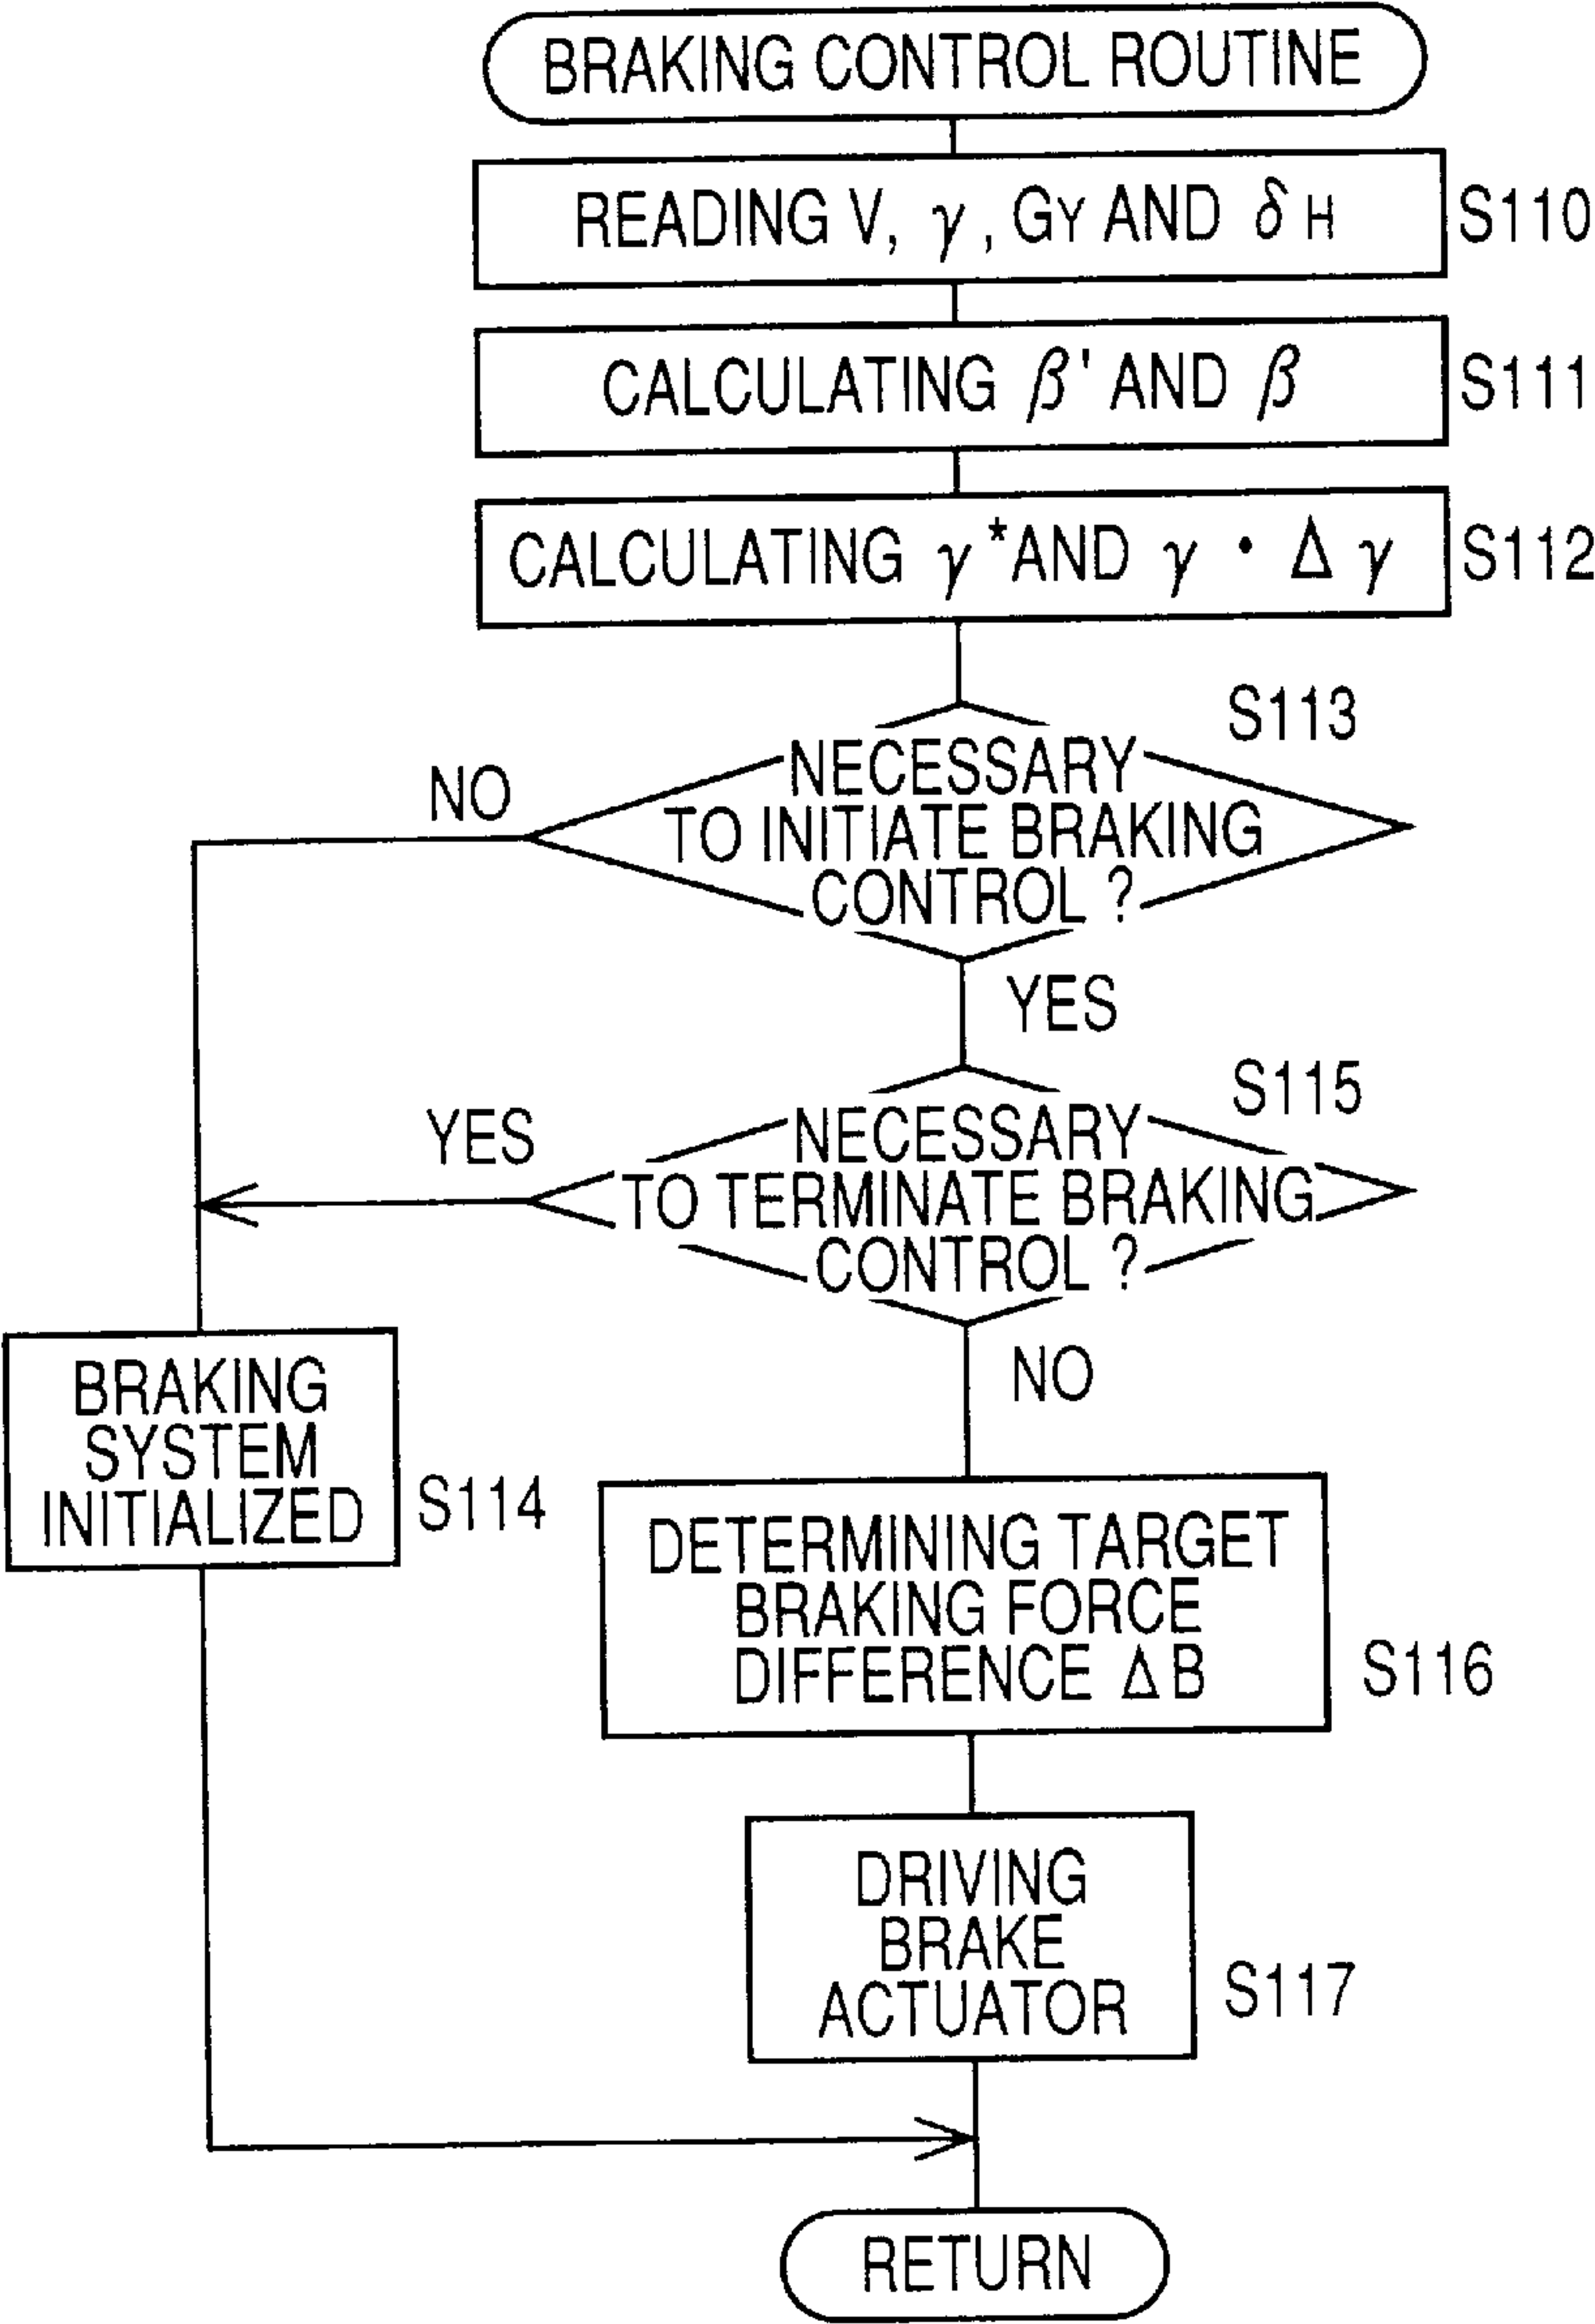 BRAKING CONTROL ROUTINE
READING V, γ, GY AND δH S110
CALCULATING β' AND β S111
CALCULATING γ* AND γ · Δγ S112
S113
NECESSARY
NO
TO INITIATE BRAKING
CONTROL ?
YES
S115
NECESSARY
YES
TO TERMINATE BRAKING
CONTROL ?
NO
BRAKING
SYSTEM
INITIALIZED
S114
DETERMINING TARGET
BRAKING FORCE
DIFFERENCE ΔB
S116
DRIVING
BRAKE
ACTUATOR
S117
RETURN